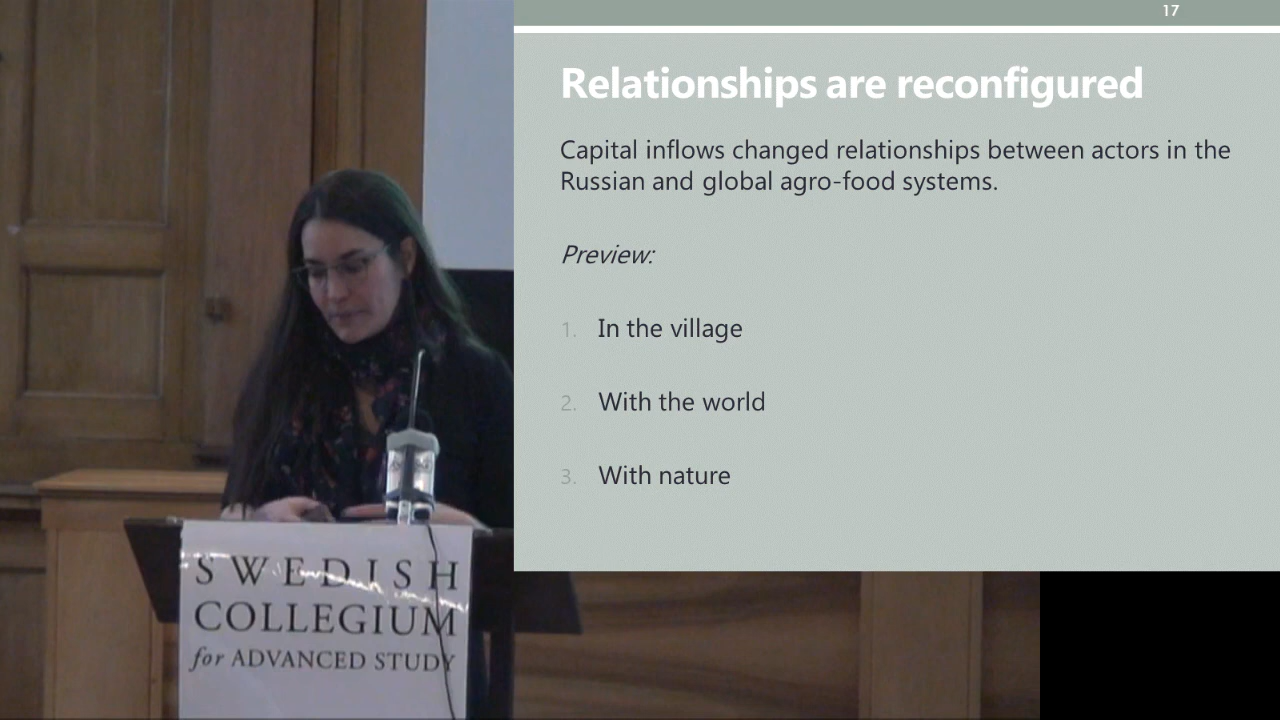 17
Relationships are reconfigured
Capital inflows changed relationships between actors in the
Russian and global agro-food systems.
Preview:
1. In the village
2. With the world
3. With nature
SWEDISH
COLLEGIUM
for ADVANCED STUDY